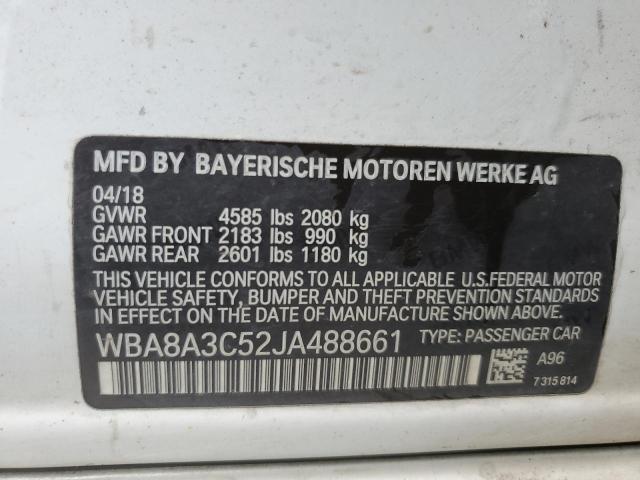 MFD BY BAYERISCHE MOTOREN WERKE AG
04/18
GVWR 4585 lbs 2080 kg
GAWR FRONT 2183 lbs 990 kg
GAWR REAR 2601 lbs 1180 kg
THIS VEHICLE CONFORMS TO ALL APPLICABLE U.S.FEDERAL MOTOR
VEHICLE SAFETY, BUMPER AND THEFT PREVENTION STANDARDS
IN EFFECT ON THE DATE OF MANUFACTURE SHOWN ABOVE.
WBA8A3C52JA488661 TYPE: PASSENGER CAR
A96
7 315 814